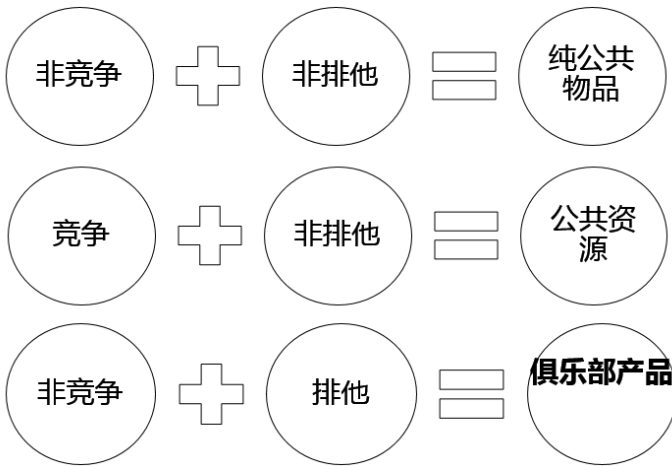 非竞争 非排他 纯公共
物品
竞争 非排他 公共资
源
非竞争 排他 俱乐部产品